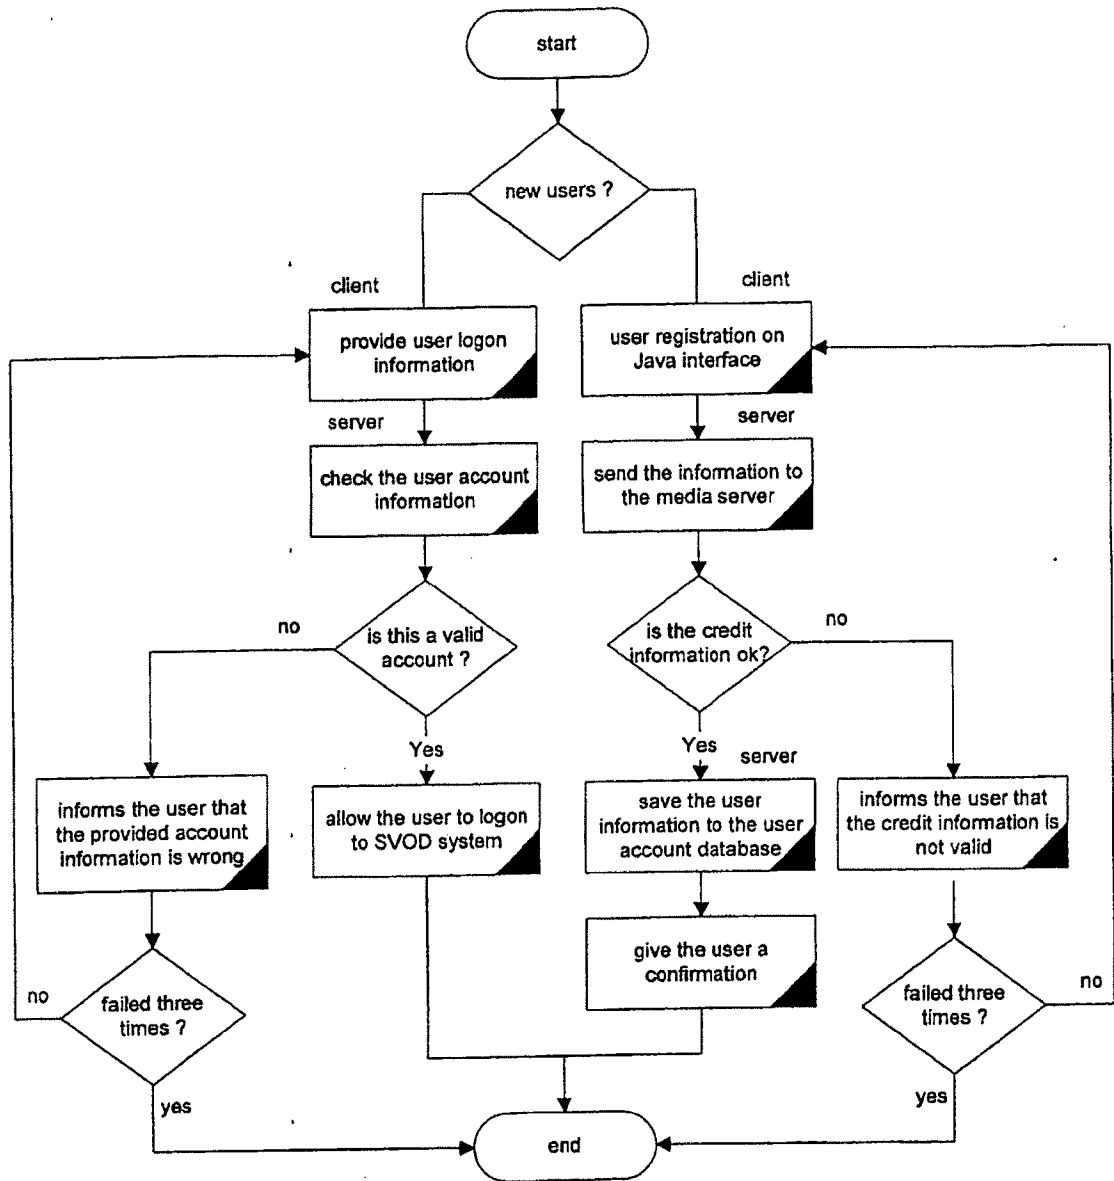 start
new users ?
client
client
provide user logon
information
user registration on
Java interface
server
server
check the user account
information
send the information to
the media server
no
is this a valid
account ?
is the credit
information ok?
no
Yes
Yes
server
informs the user that
the provided account
information is wrong
allow the user to logon
to SVOD system
save the user
information to the user
account database
informs the user that
the credit information is
not valid
give the user a
confirmation
no
failed three
times ?
failed three
times ?
no
yes
yes
end